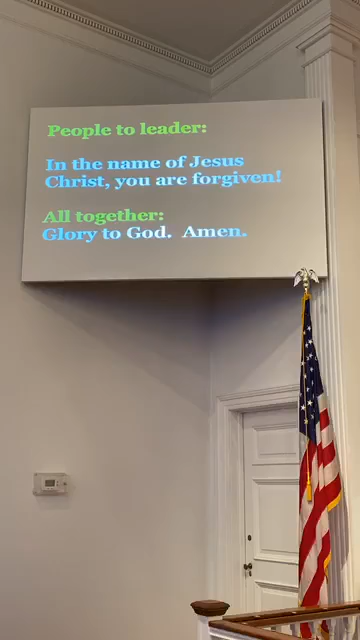 People to leader:
In the name of Jesus
Christ, you are forgiven!
All together:
Glory to God.  Amen.